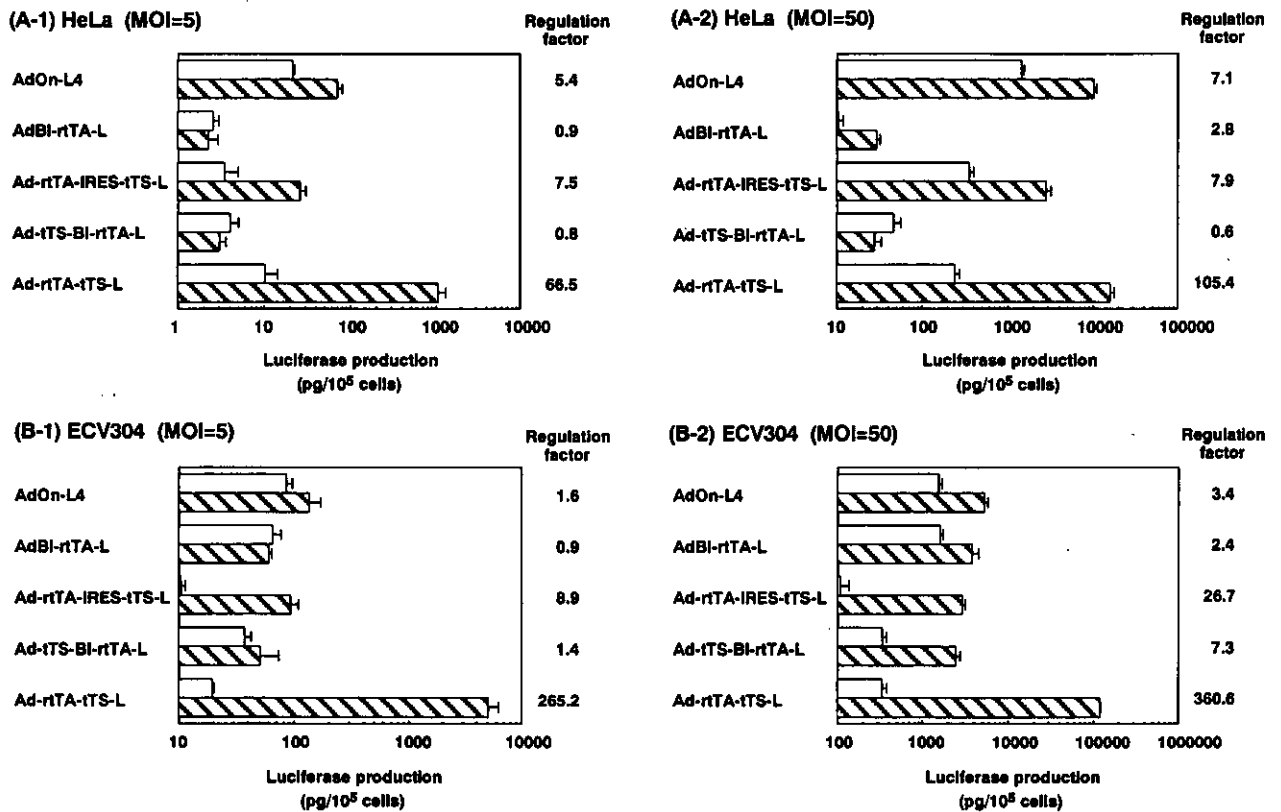 (A-1) HeLa (MOI=5)
Regulation
factor
AdOn-L4
5.4
AdBI-rtTA-L
0.9
Ad-rtTA-IRES-tTS-L
7.5
Ad-tTS-BI-rtTA-L
0.8
Ad-rtTA-tTS-L
66.5
1 10 100 1000 10000
Luciferase production
(pg/10⁵ cells)
(A-2) HeLa (MOI=50)
Regulation
factor
AdOn-L4
7.1
AdBI-rtTA-L
2.8
Ad-rtTA-IRES-tTS-L
7.9
Ad-tTS-BI-rtTA-L
0.6
Ad-rtTA-tTS-L
105.4
10 100 1000 10000 100000
Luciferase production
(pg/10⁵ cells)
(B-1) ECV304 (MOI=5)
Regulation
factor
AdOn-L4
1.6
AdBI-rtTA-L
0.9
Ad-rtTA-IRES-tTS-L
8.9
Ad-tTS-BI-rtTA-L
1.4
Ad-rtTA-tTS-L
265.2
10 100 1000 10000
Luciferase production
(pg/10⁵ cells)
(B-2) ECV304 (MOI=50)
Regulation
factor
AdOn-L4
3.4
AdBI-rtTA-L
2.4
Ad-rtTA-IRES-tTS-L
26.7
Ad-tTS-BI-rtTA-L
7.3
Ad-rtTA-tTS-L
360.6
100 1000 10000 100000 1000000
Luciferase production
(pg/10⁵ cells)